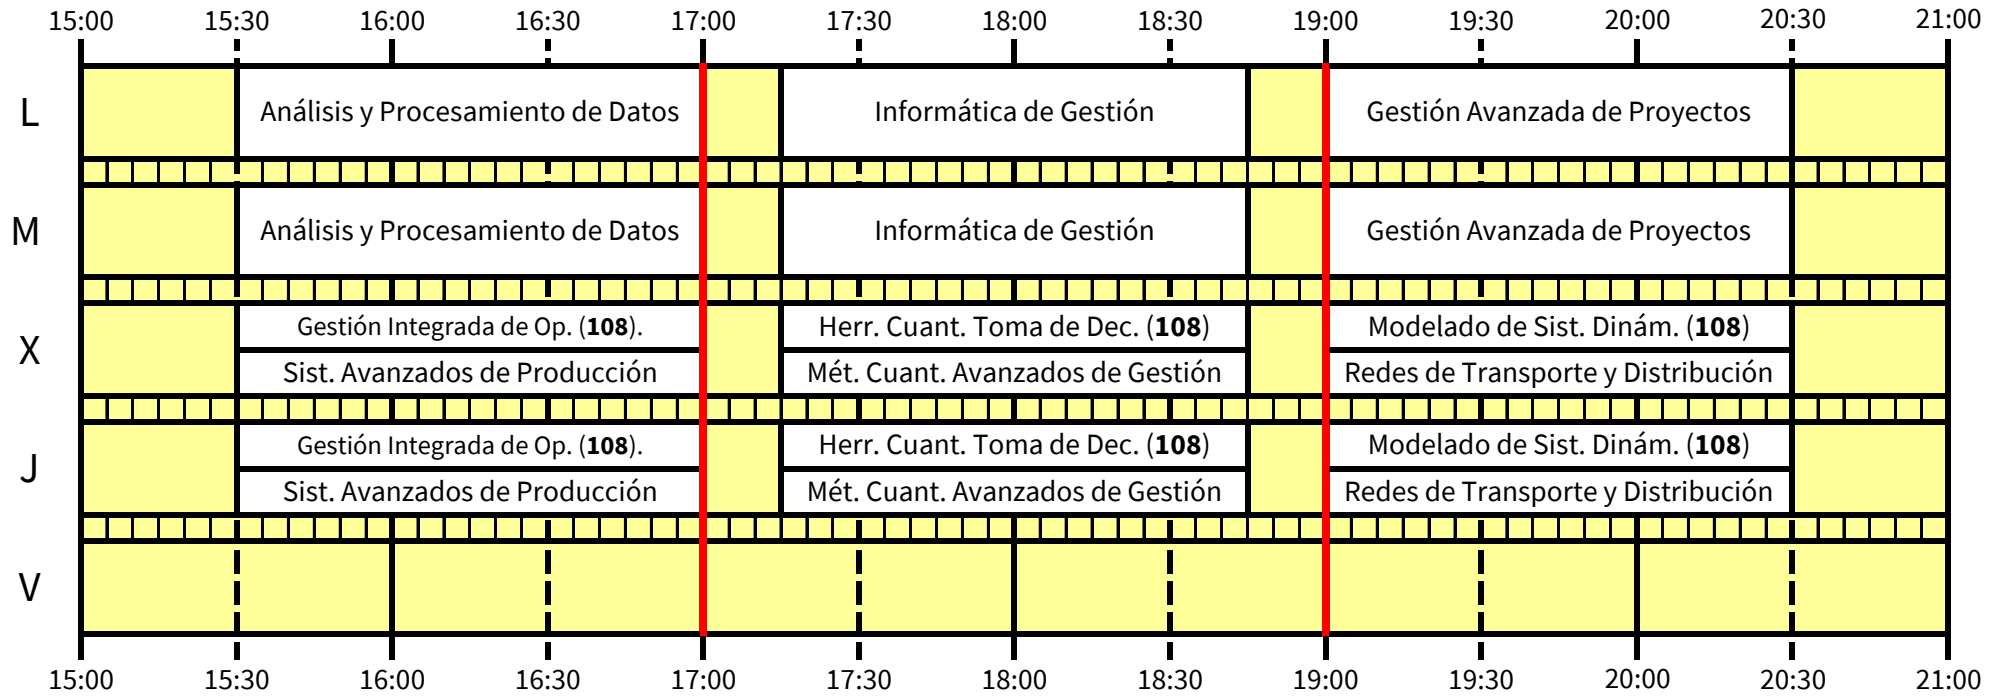 15:00 15:30 16:00 16:30 17:00 17:30 18:00 18:30 19:00 19:30 20:00 20:30 21:00
L Análisis y Procesamiento de Datos Informática de Gestión Gestión Avanzada de Proyectos
M Análisis y Procesamiento de Datos Informática de Gestión Gestión Avanzada de Proyectos
X
Gestión Integrada de Op. (108). Herr. Cuant. Toma de Dec. (108) Modelado de Sist. Dinám. (108)
Sist. Avanzados de Producción Mét. Cuant. Avanzados de Gestión Redes de Transporte y Distribución
J
Gestión Integrada de Op. (108). Herr. Cuant. Toma de Dec. (108) Modelado de Sist. Dinám. (108)
Sist. Avanzados de Producción Mét. Cuant. Avanzados de Gestión Redes de Transporte y Distribución
V
15:00 15:30 16:00 16:30 17:00 17:30 18:00 18:30 19:00 19:30 20:00 20:30 21:00